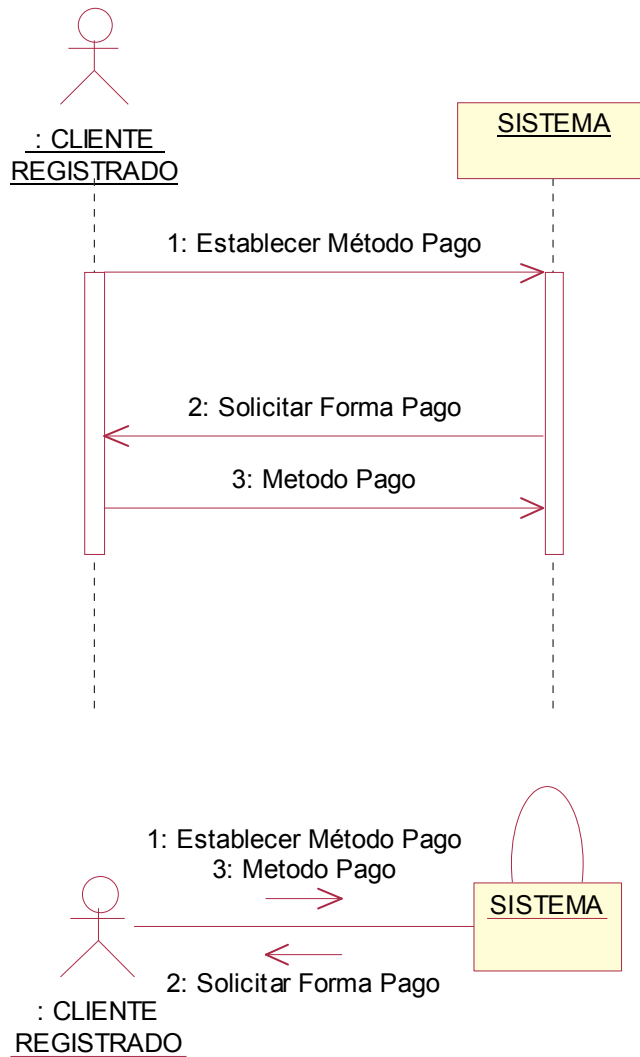 : CLIENTE
REGISTRADO
SISTEMA
1: Establecer Método Pago
2: Solicitar Forma Pago
3: Metodo Pago
1: Establecer Método Pago
3: Metodo Pago
SISTEMA
2: Solicitar Forma Pago
: CLIENTE
REGISTRADO